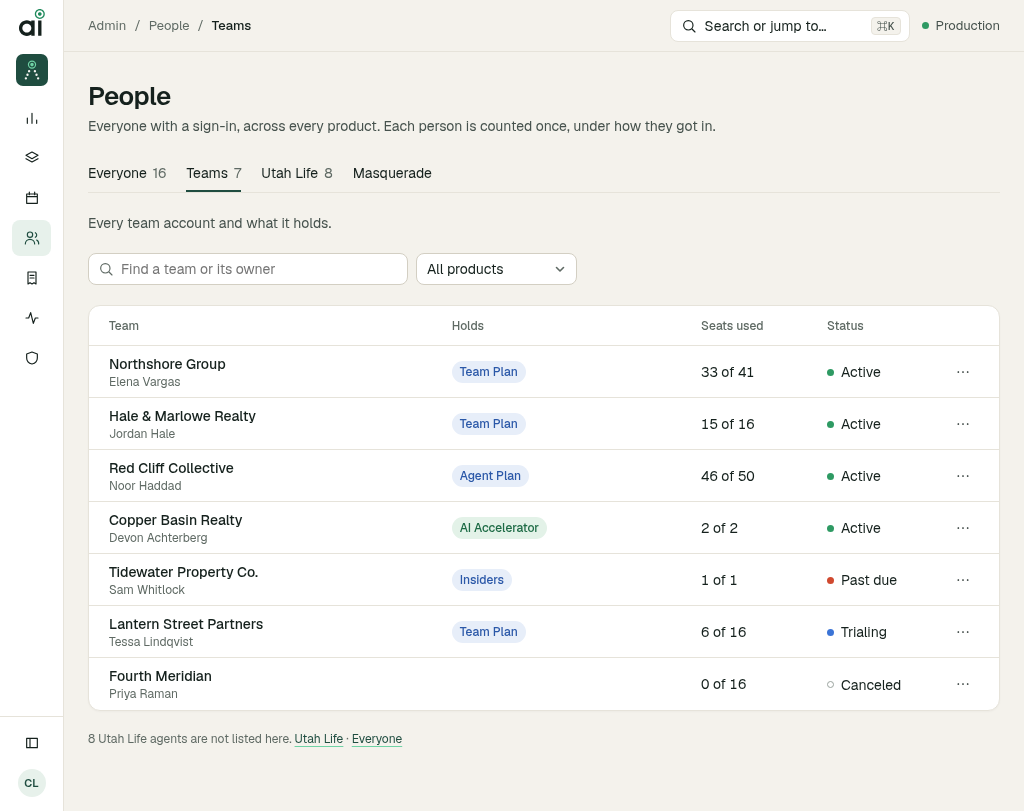 ai
Admin / People / Teams
Search or jump to...
⌘K
Production
People
Everyone with a sign-in, across every product. Each person is counted once, under how they got in.
Everyone 16 Teams 7 Utah Life 8 Masquerade
Every team account and what it holds.
Find a team or its owner
All products
Team Holds Seats used Status
Northshore Group
Elena Vargas
Team Plan
33 of 41
Active
Hale & Marlowe Realty
Jordan Hale
Team Plan
15 of 16
Active
Red Cliff Collective
Noor Haddad
Agent Plan
46 of 50
Active
Copper Basin Realty
Devon Achterberg
AI Accelerator
2 of 2
Active
Tidewater Property Co.
Sam Whitlock
Insiders
1 of 1
Past due
Lantern Street Partners
Tessa Lindqvist
Team Plan
6 of 16
Trialing
Fourth Meridian
Priya Raman
0 of 16
Canceled
8 Utah Life agents are not listed here. Utah Life · Everyone
CL